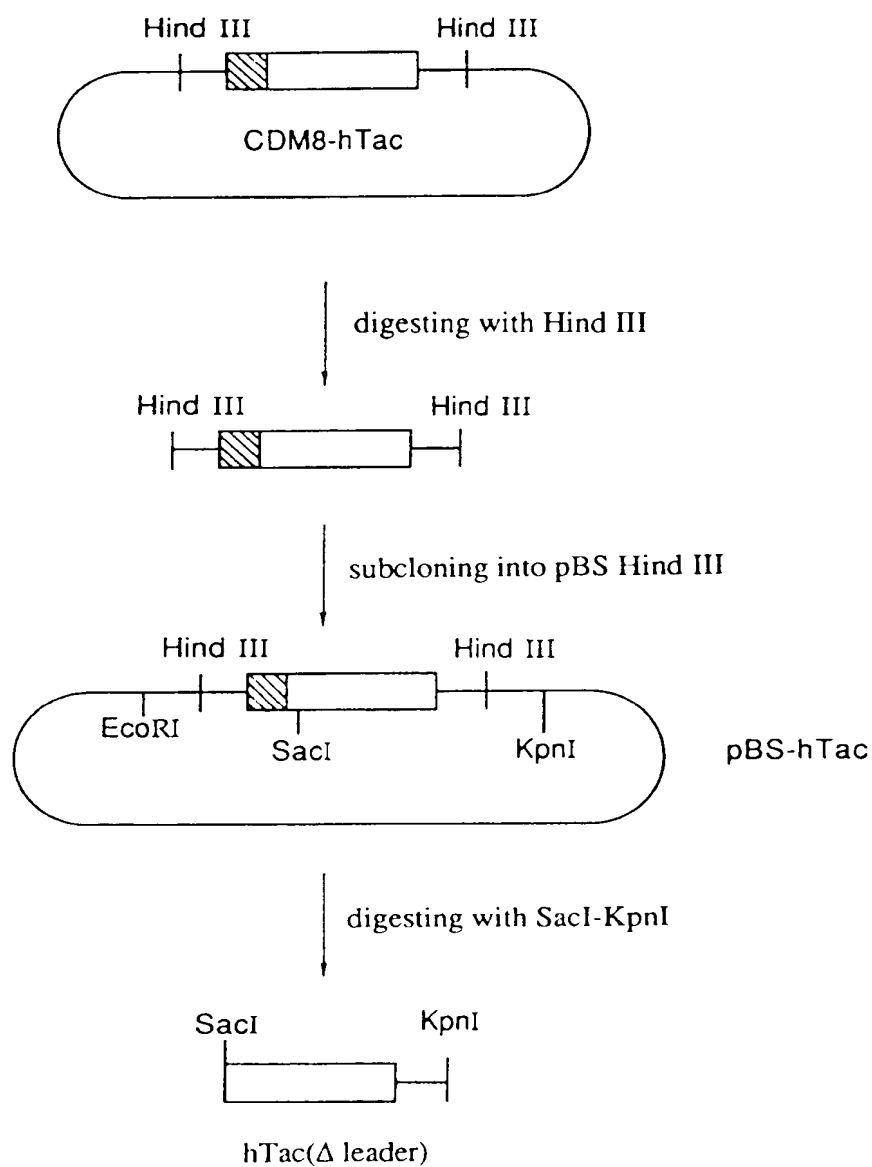 Hind III Hind III
CDM8-hTac
digesting with Hind III
Hind III Hind III
subcloning into pBS Hind III
Hind III Hind III
EcoRI SacI KpnI
pBS-hTac
digesting with SacI-KpnI
SacI KpnI
hTac(Δ leader)